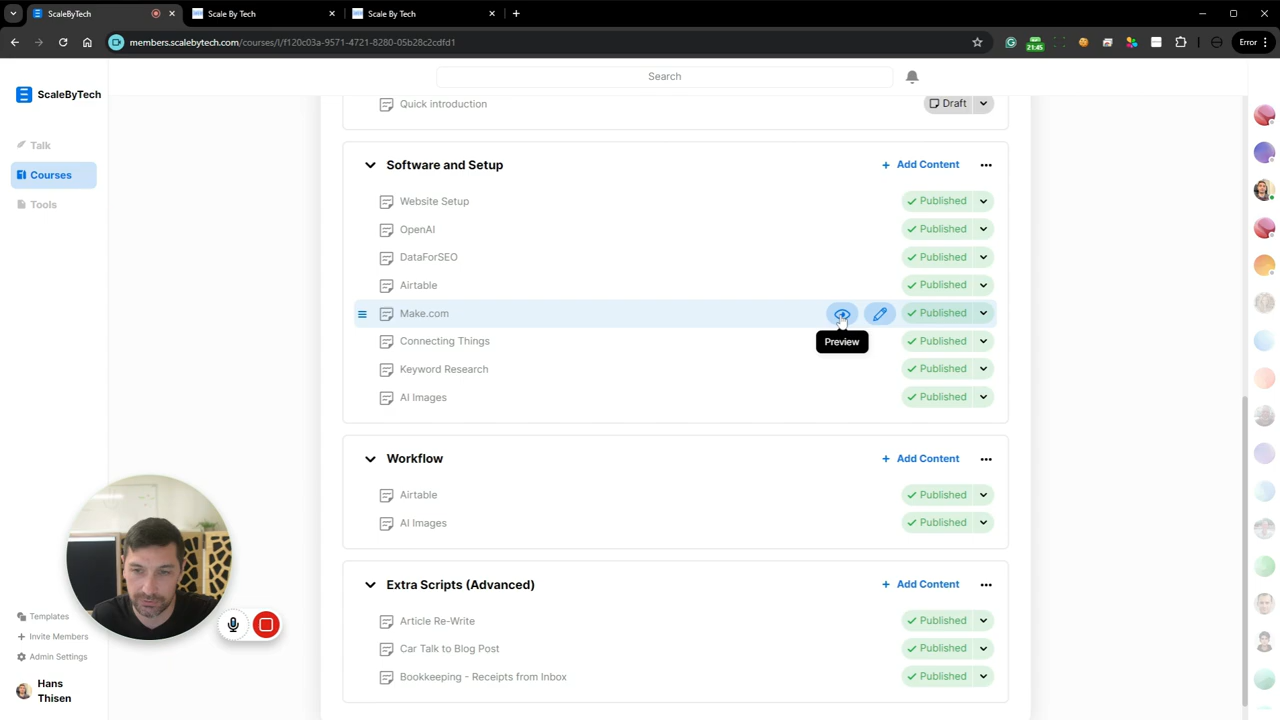 ScaleByTech
Scale By Tech
Scale By Tech
members.scalebytech.com/courses/l/f120c03a-9571-4721-8280-05b28c2cdfd1
21:45
Error
ScaleByTech
Search
Talk
Courses
Tools
Quick introduction
Draft
Software and Setup
+ Add Content
Website Setup
Published
OpenAI
Published
DataForSEO
Published
Airtable
Published
Make.com
Published
Preview
Connecting Things
Published
Keyword Research
Published
AI Images
Published
Workflow
+ Add Content
Airtable
Published
AI Images
Published
Extra Scripts (Advanced)
+ Add Content
Article Re-Write
Published
Car Talk to Blog Post
Published
Bookkeeping - Receipts from Inbox
Published
Templates
+ Invite Members
Admin Settings
Hans
Thisen